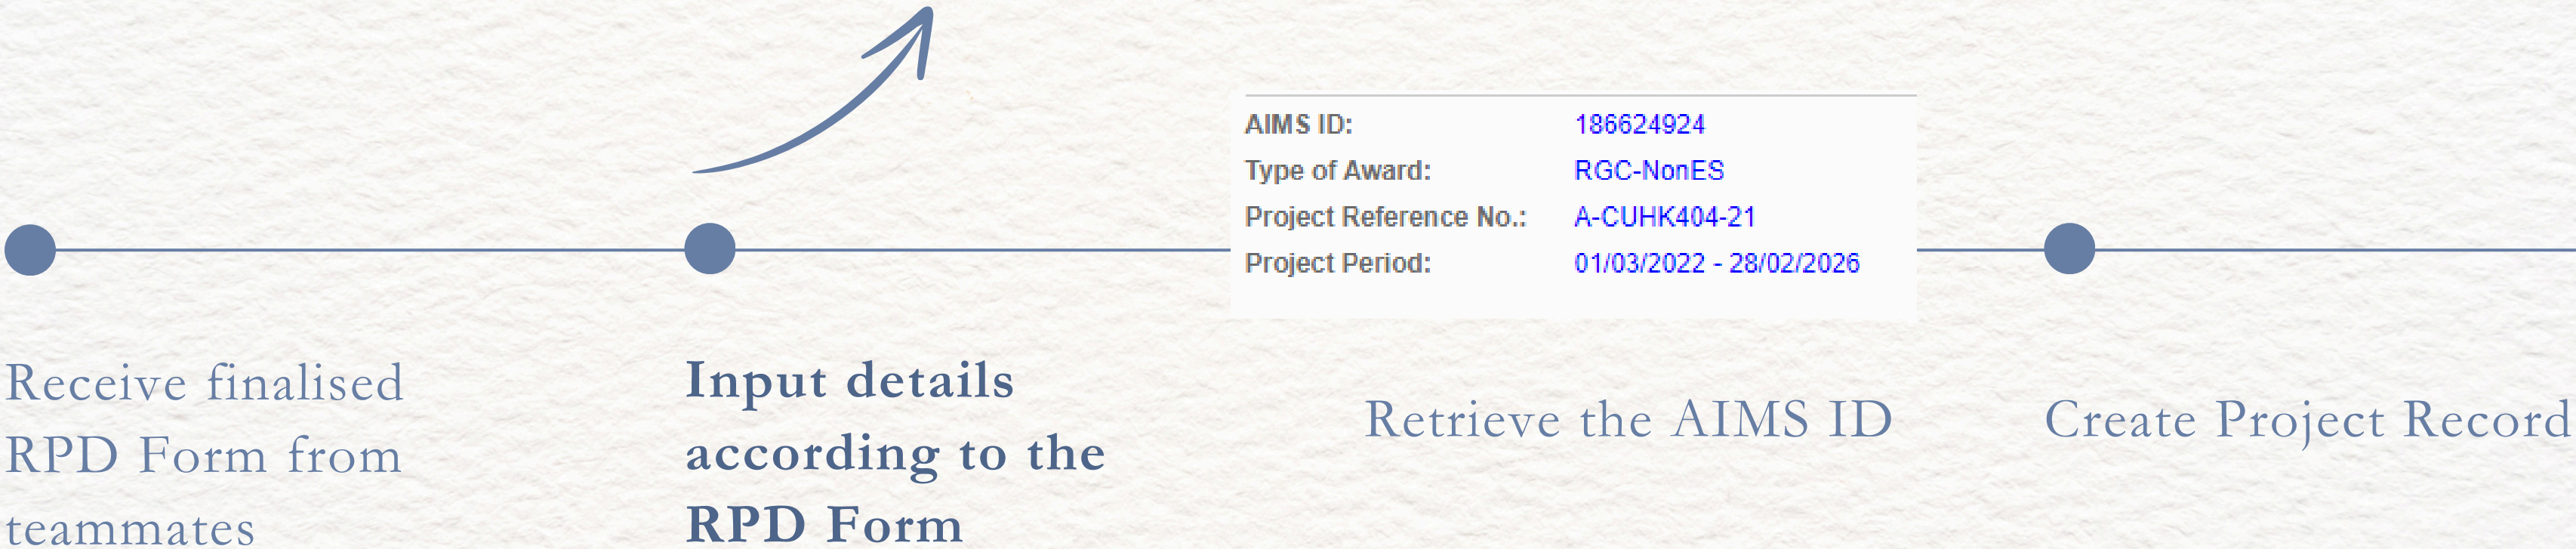 AIMS ID: 186624924
Type of Award: RGC-NonES
Project Reference No.: A-CUHK404-21
Project Period: 01/03/2022 - 28/02/2026
Receive finalised
RPD Form from
teammates
Input details
according to the
RPD Form
Retrieve the AIMS ID
Create Project Record